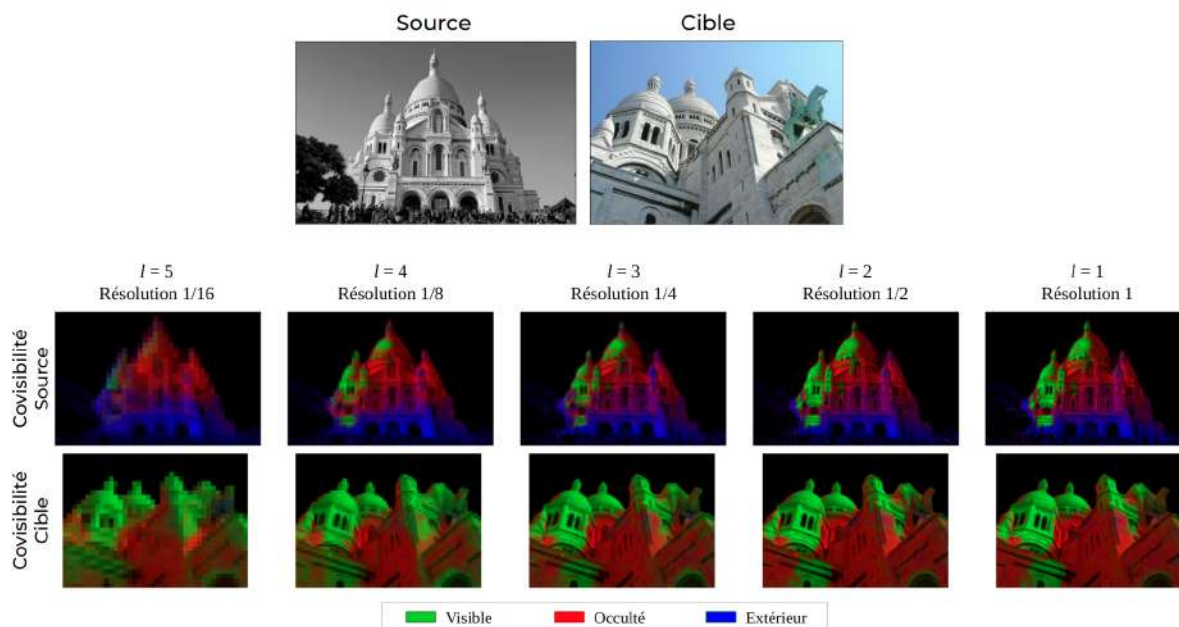 Source Cible
l = 5 l = 4 l = 3 l = 2 l = 1
Résolution 1/16 Résolution 1/8 Résolution 1/4 Résolution 1/2 Résolution 1
Covisibilité
Source
Covisibilité
Cible
Visible Occulté Extérieur